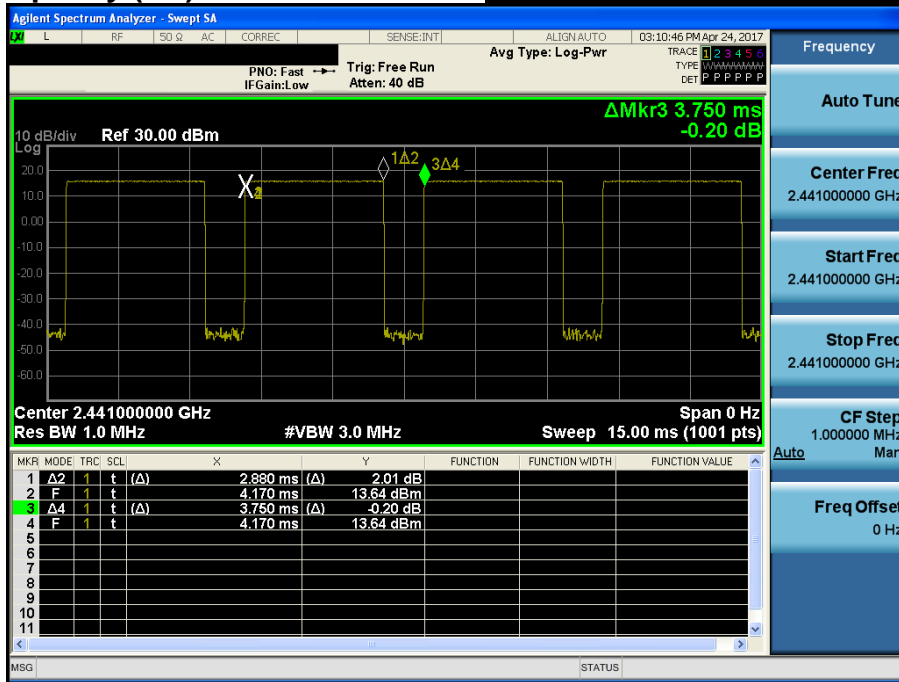 Agilent Spectrum Analyzer - Swept SA
LXI L RF 50 Ω AC CORREC SENSE:INT ALIGN AUTO 03:10:46 PM Apr 24, 2017
Avg Type: Log-Pwr
TRACE 1 2 3 4 5 6
TYPE
DET P P P P P P
PNO: Fast
IFGain:Low
Trig: Free Run
Atten: 40 dB
ΔMkr3 3.750 ms
-0.20 dB
10 dB/div Ref 30.00 dBm
Log
20.0
10.0
0.00
-10.0
-20.0
-30.0
-40.0
-50.0
-60.0
1Δ2
3Δ4
Center 2.441000000 GHz Span 0 Hz
Res BW 1.0 MHz #VBW 3.0 MHz Sweep 15.00 ms (1001 pts)
MKR MODE TRC SCL X Y FUNCTION FUNCTION WIDTH FUNCTION VALUE
1 Δ2 1 t (Δ) 2.880 ms (Δ) 2.01 dB
2 F 1 t 4.170 ms 13.64 dBm
3 Δ4 1 t (Δ) 3.750 ms (Δ) -0.20 dB
4 F 1 t 4.170 ms 13.64 dBm
5
6
7
8
9
10
11
MSG STATUS
Frequency
Auto Tune
Center Freq
2.441000000 GHz
Start Freq
2.441000000 GHz
Stop Freq
2.441000000 GHz
CF Step
1.000000 MHz
Auto Man
Freq Offset
0 Hz